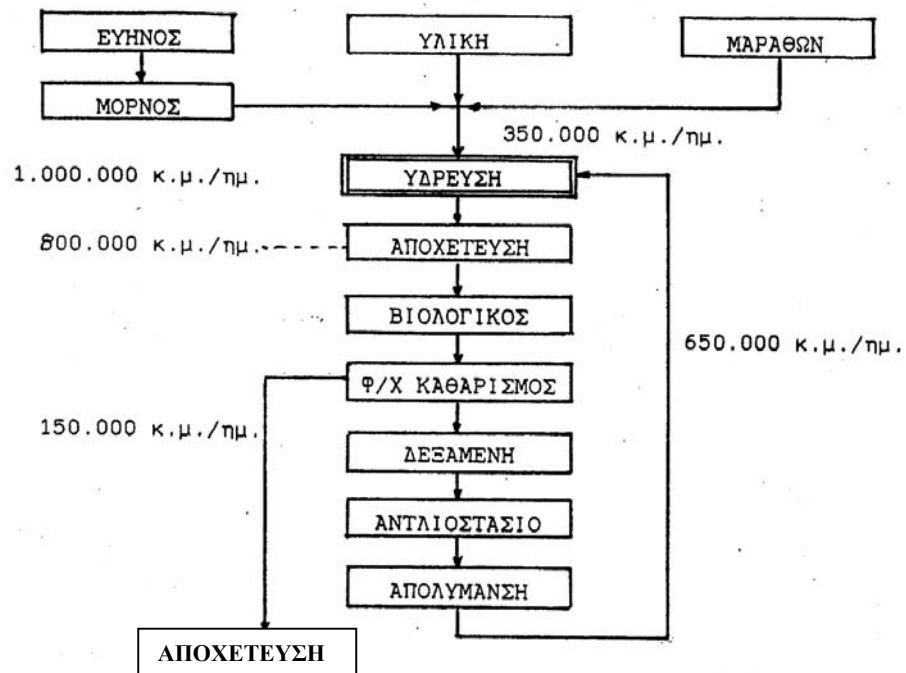 ΕΥΗΝΟΣ
ΥΛΙΚΗ
ΜΑΡΑΘΩΝ
ΜΟΡΝΟΣ
350.000 κ.μ./ημ.
1.000.000 κ.μ./ημ.
ΥΔΡΕΥΣΗ
800.000 κ.μ./ημ.
ΑΠΟΧΕΤΕΥΣΗ
ΒΙΟΛΟΓΙΚΟΣ
650.000 κ.μ./ημ.
Φ/Χ ΚΑΘΑΡΙΣΜΟΣ
150.000 κ.μ./ημ.
ΔΕΞΑΜΕΝΗ
ΑΝΤΛΙΟΣΤΑΣΙΟ
ΑΠΟΛΥΜΑΝΣΗ
ΑΠΟΧΕΤΕΥΣΗ